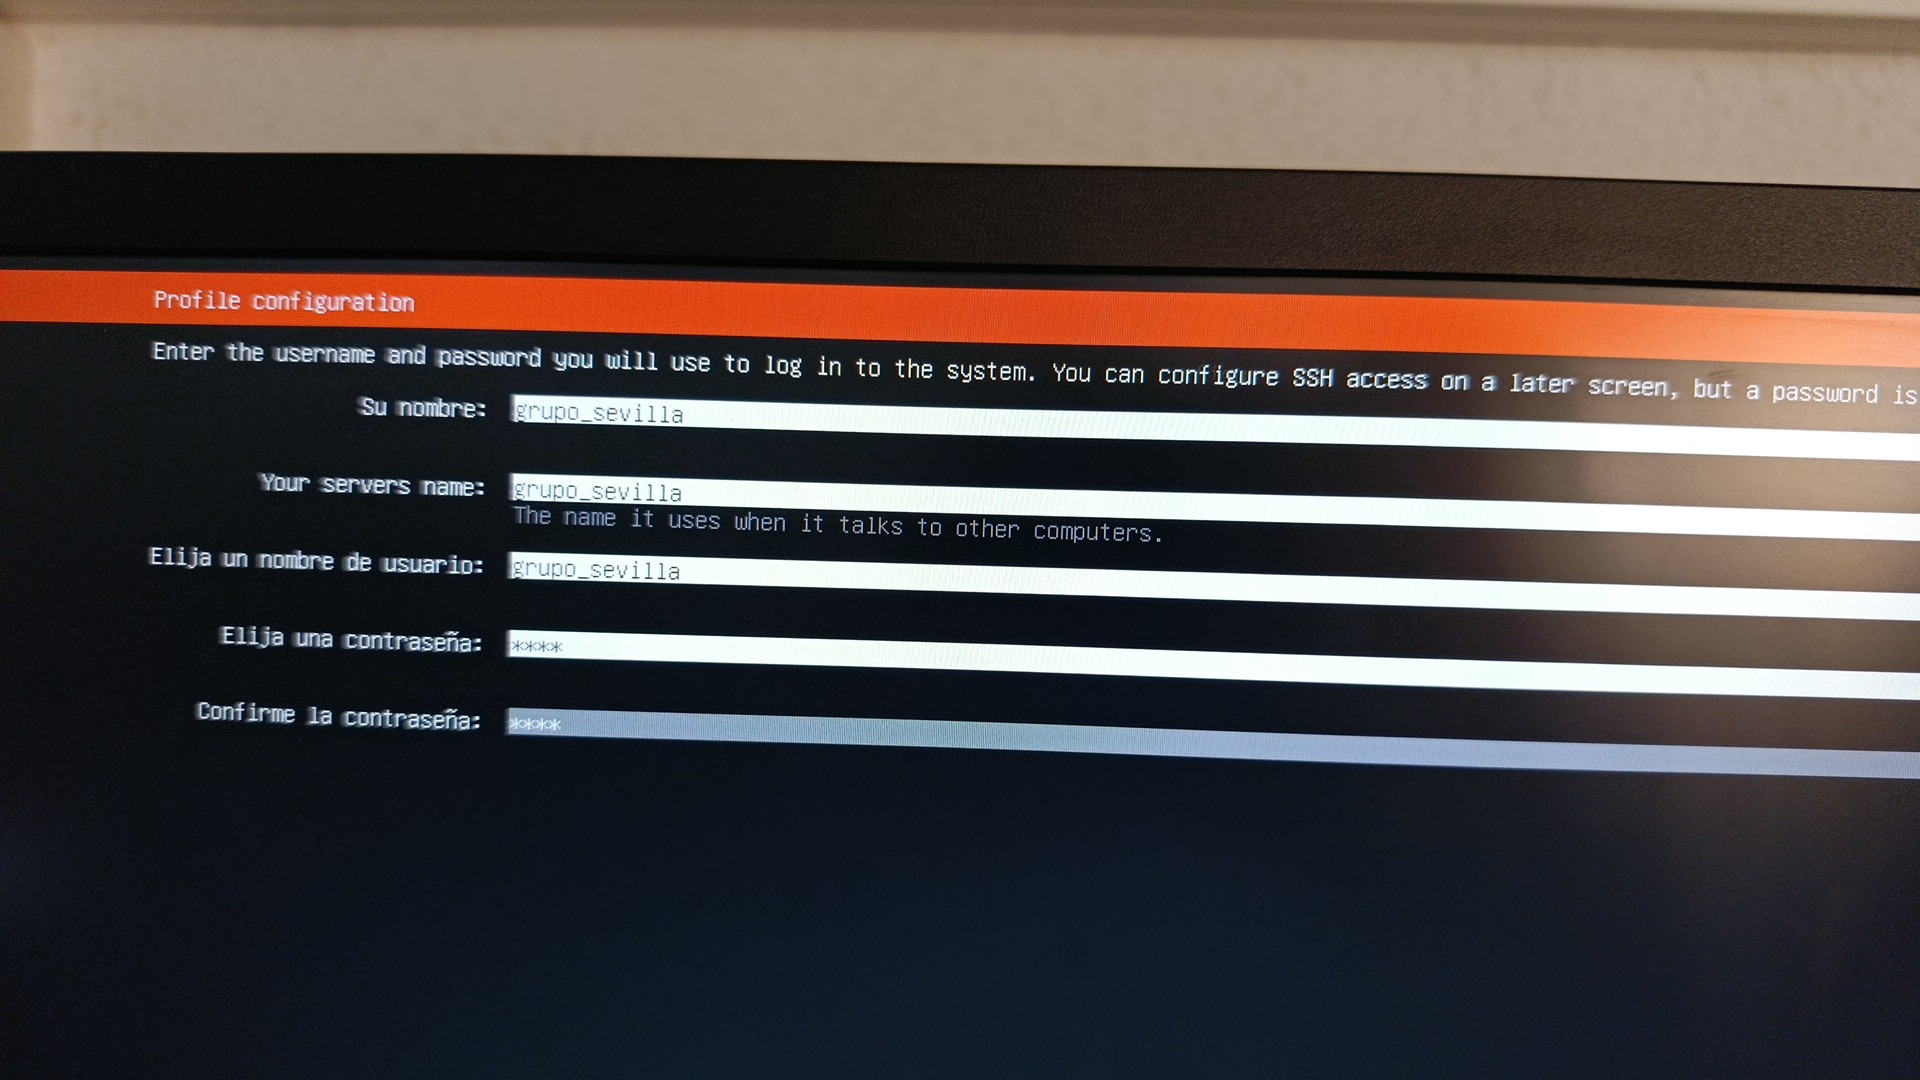 Profile configuration
Enter the username and password you will use to log in to the system. You can configure SSH access on a later screen, but a password is
Su nombre: grupo_sevilla
Your servers name: grupo_sevilla
The name it uses when it talks to other computers.
Elija un nombre de usuario: grupo_sevilla
Elija una contraseña: ****
Confirme la contraseña: ****